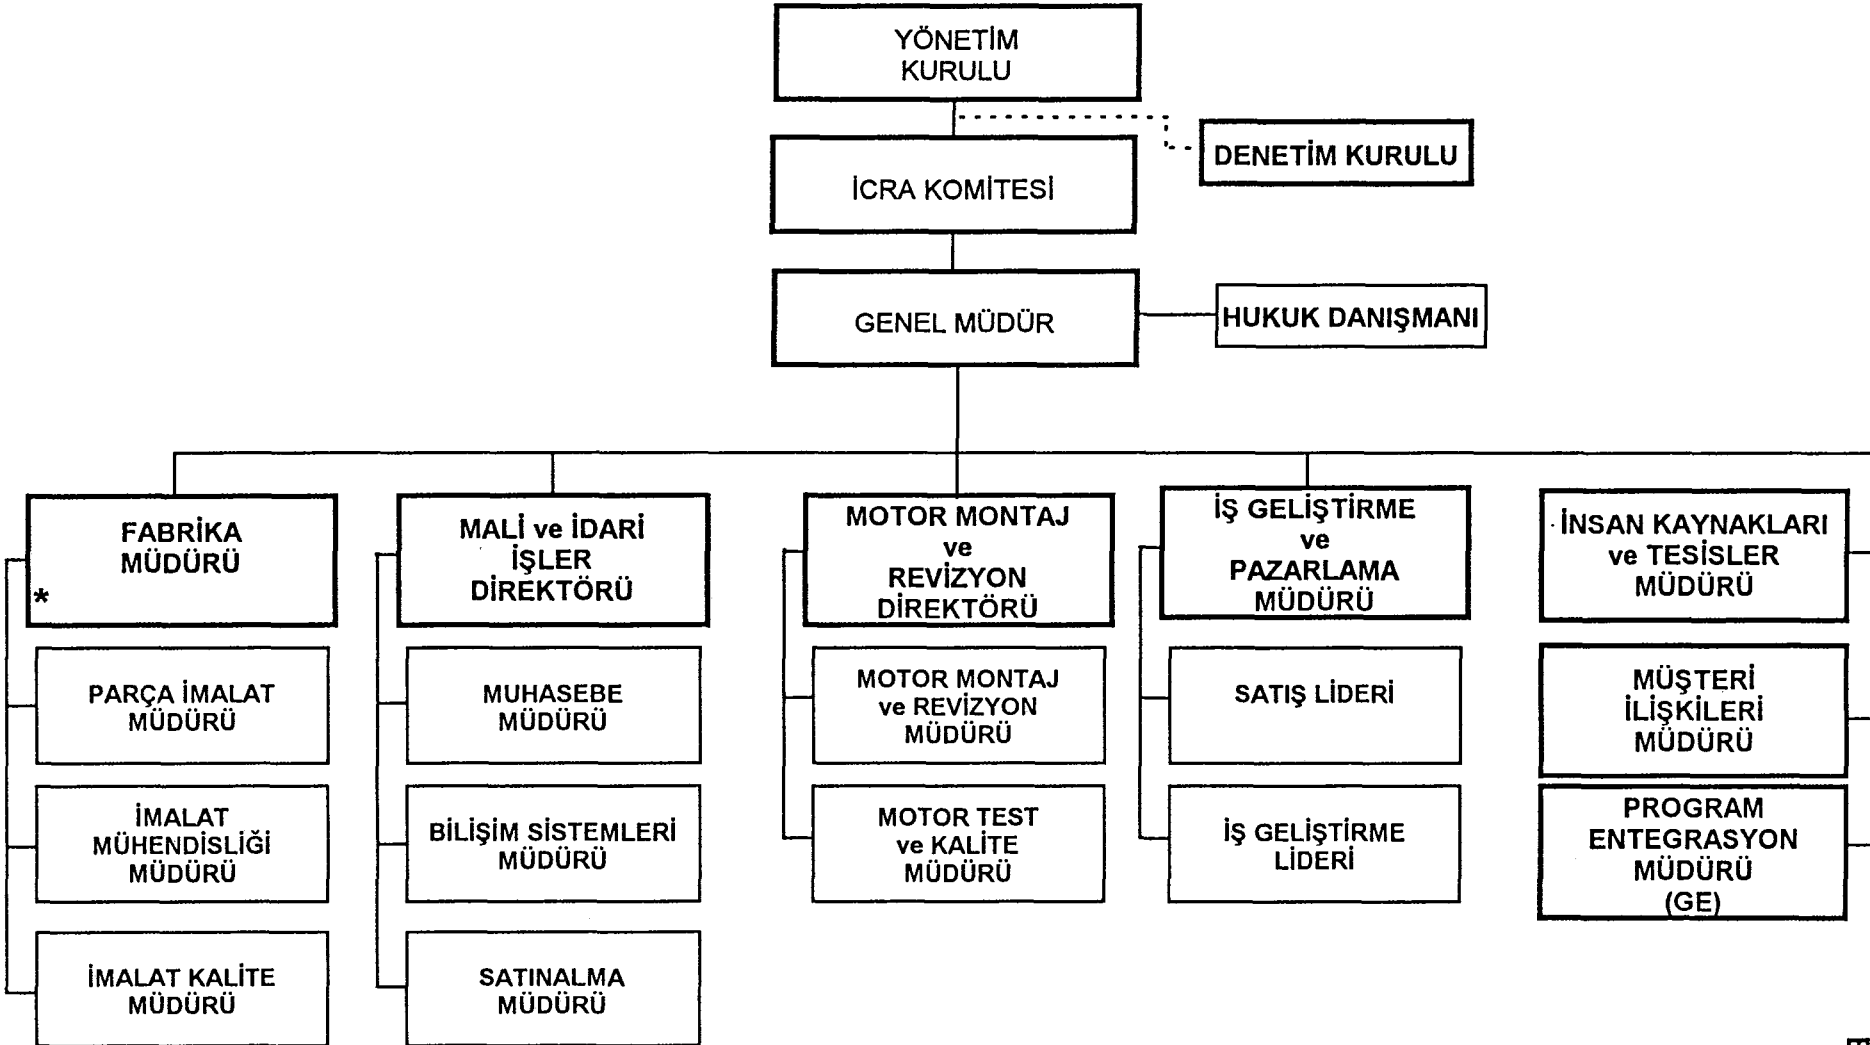 YÖNETİM
KURULU
DENETİM KURULU
İCRA KOMİTESİ
GENEL MÜDÜR
HUKUK DANIŞMANI
FABRİKA
MÜDÜRÜ
*
PARÇA İMALAT
MÜDÜRÜ
İMALAT
MÜHENDİSLİĞİ
MÜDÜRÜ
İMALAT KALİTE
MÜDÜRÜ
MALİ ve İDARİ
İŞLER
DİREKTÖRÜ
MUHASEBE
MÜDÜRÜ
BİLİŞİM SİSTEMLERİ
MÜDÜRÜ
SATINALMA
MÜDÜRÜ
MOTOR MONTAJ
ve
REVİZYON
DİREKTÖRÜ
MOTOR MONTAJ
ve REVİZYON
MÜDÜRÜ
MOTOR TEST
ve KALİTE
MÜDÜRÜ
İŞ GELİŞTİRME
ve
PAZARLAMA
MÜDÜRÜ
SATIŞ LİDERİ
İŞ GELİŞTİRME
LİDERİ
İNSAN KAYNAKLARI
ve TESİSLER
MÜDÜRÜ
MÜŞTERİ
İLİŞKİLERİ
MÜDÜRÜ
PROGRAM
ENTEGRASYON
MÜDÜRÜ
(GE)